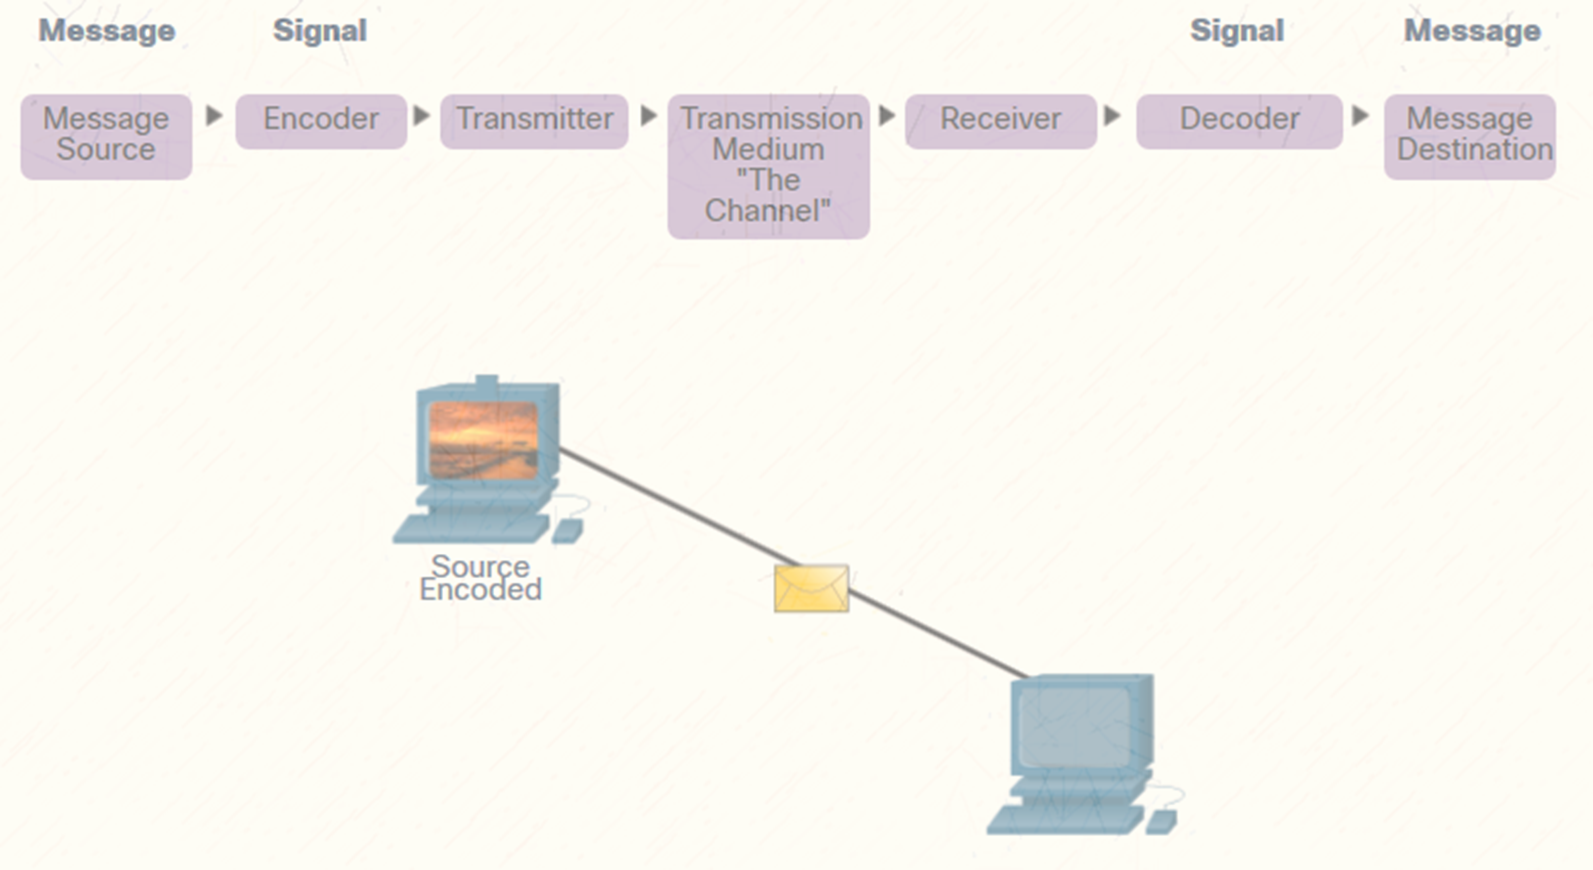 Message
Signal
Signal
Message
Message
Source
Encoder
Transmitter
Transmission
Medium
"The
Channel"
Receiver
Decoder
Message
Destination
Source
Encoded